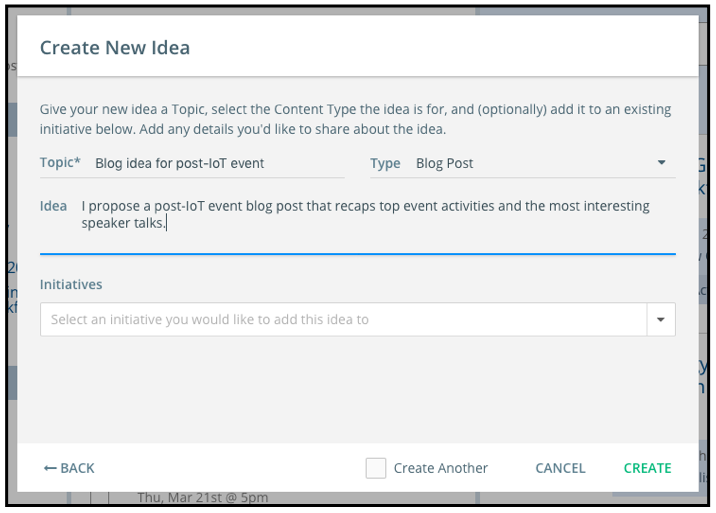 Create New Idea
Give your new idea a Topic, select the Content Type the idea is for, and (optionally) add it to an existing
initiative below. Add any details you'd like to share about the idea.
Topic* Blog idea for post-IoT event Type Blog Post
Idea I propose a post-IoT event blog post that recaps top event activities and the most interesting
speaker talks.
Initiatives
Select an initiative you would like to add this idea to
BACK Create Another CANCEL CREATE
Thu, Mar 21st @ 5pm